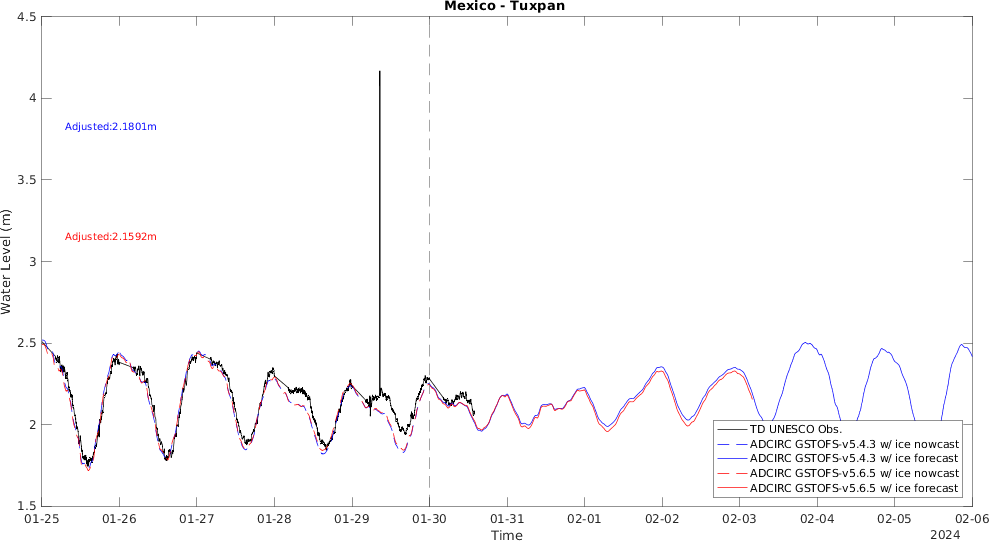 Mexico - Tuxpan
4.5
4
3.5
3
2.5
2
1.5
Water Level (m)
Adjusted:2.1801m
Adjusted:2.1592m
TD UNESCO Obs.
ADCIRC GSTOFS-v5.4.3 w/ ice nowcast
ADCIRC GSTOFS-v5.4.3 w/ ice forecast
ADCIRC GSTOFS-v5.6.5 w/ ice nowcast
ADCIRC GSTOFS-v5.6.5 w/ ice forecast
01-25 01-26 01-27 01-28 01-29 01-30 01-31 02-01 02-02 02-03 02-04 02-05 02-06
Time
2024